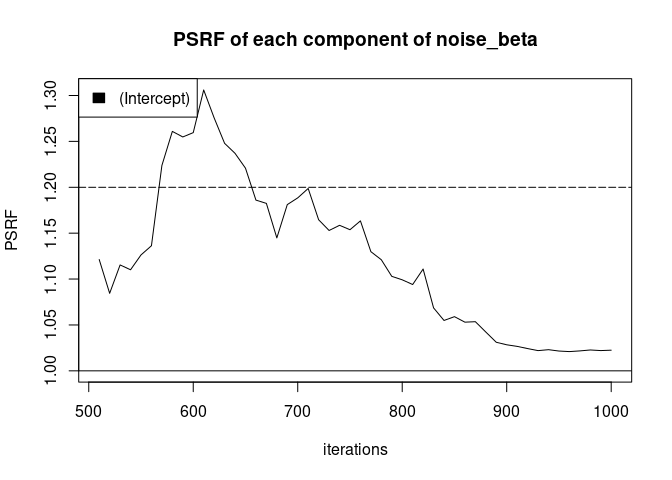 PSRF of each component of noise_beta
(Intercept)
PSRF
1.30
1.25
1.20
1.15
1.10
1.05
1.00
500 600 700 800 900 1000
iterations